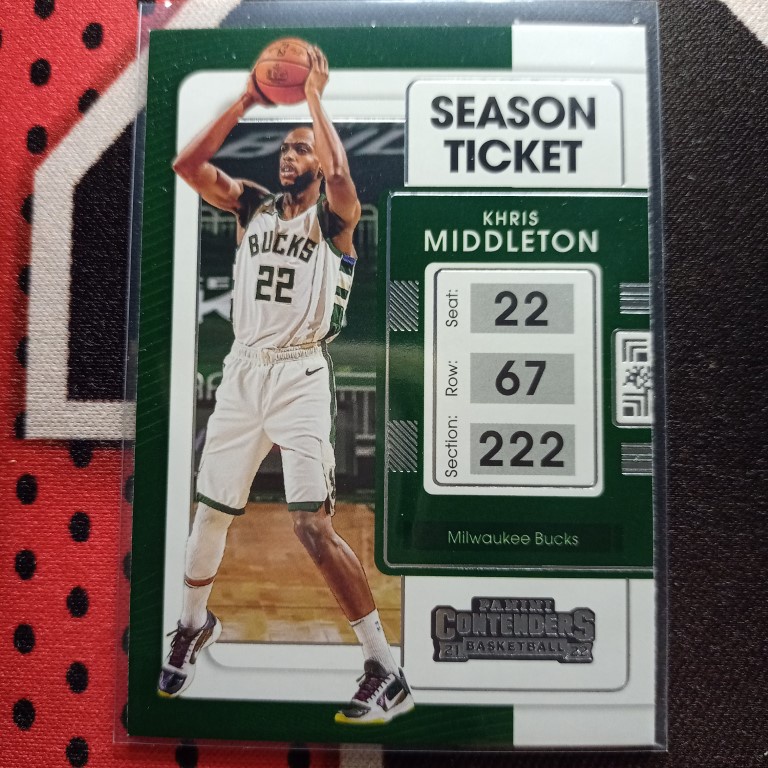 SEASON
TICKET
KHRIS
MIDDLETON
Seat: 22
Row: 67
Section: 222
Milwaukee Bucks
PANINI
CONTENDERS
21 BASKETBALL 22
BUCKS
22